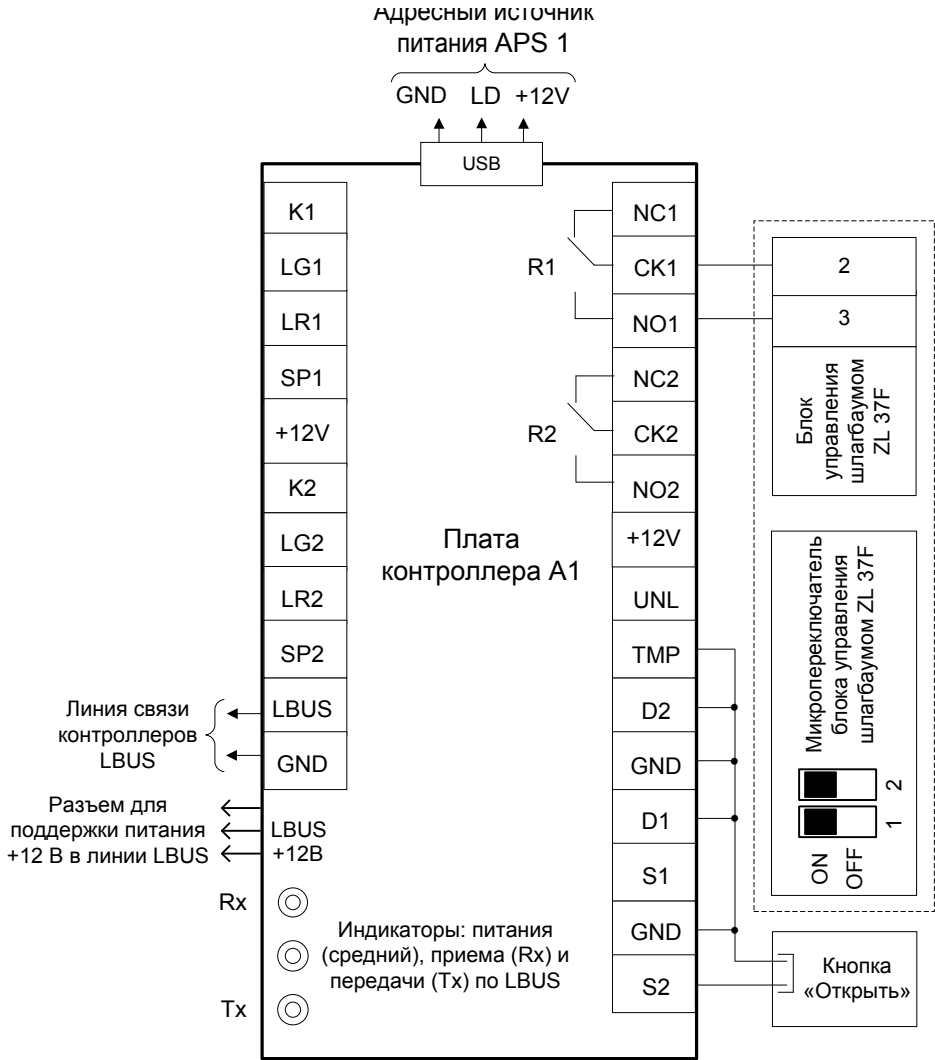 Адресный источник
питания APS 1
GND LD +12V
USB
K1
LG1
LR1
SP1
+12V
K2
LG2
LR2
SP2
LBUS
GND
LBUS
+12В
Линия связи
контроллеров
LBUS
Разъем для
поддержки питания
+12 В в линии LBUS
Rx
Tx
Индикаторы: питания
(средний), приема (Rx) и
передачи (Tx) по LBUS
Плата
контроллера А1
R1
R2
NC1
CK1
NO1
NC2
CK2
NO2
+12V
UNL
TMP
D2
GND
D1
S1
GND
S2
2
3
Блок
управления
шлагбаумом
ZL 37F
Микропереключатель
блока управления
шлагбаумом ZL 37F
2
1
ON
OFF
Кнопка
«Открыть»